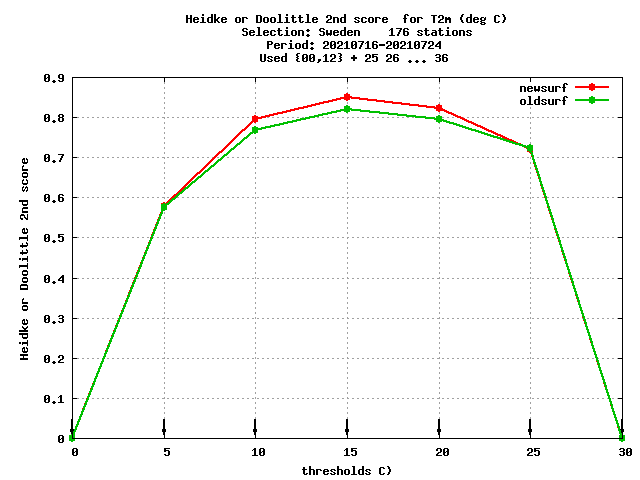 Heidke or Doolittle 2nd score  for T2m (deg C)
Selection: Sweden    176 stations
Period: 20210716-20210724
Used {00,12} + 25 26 ... 36
newsurf
oldsurf
Heidke or Doolittle 2nd score
0.9
0.8
0.7
0.6
0.5
0.4
0.3
0.2
0.1
0
0 5 10 15 20 25 30
thresholds C)